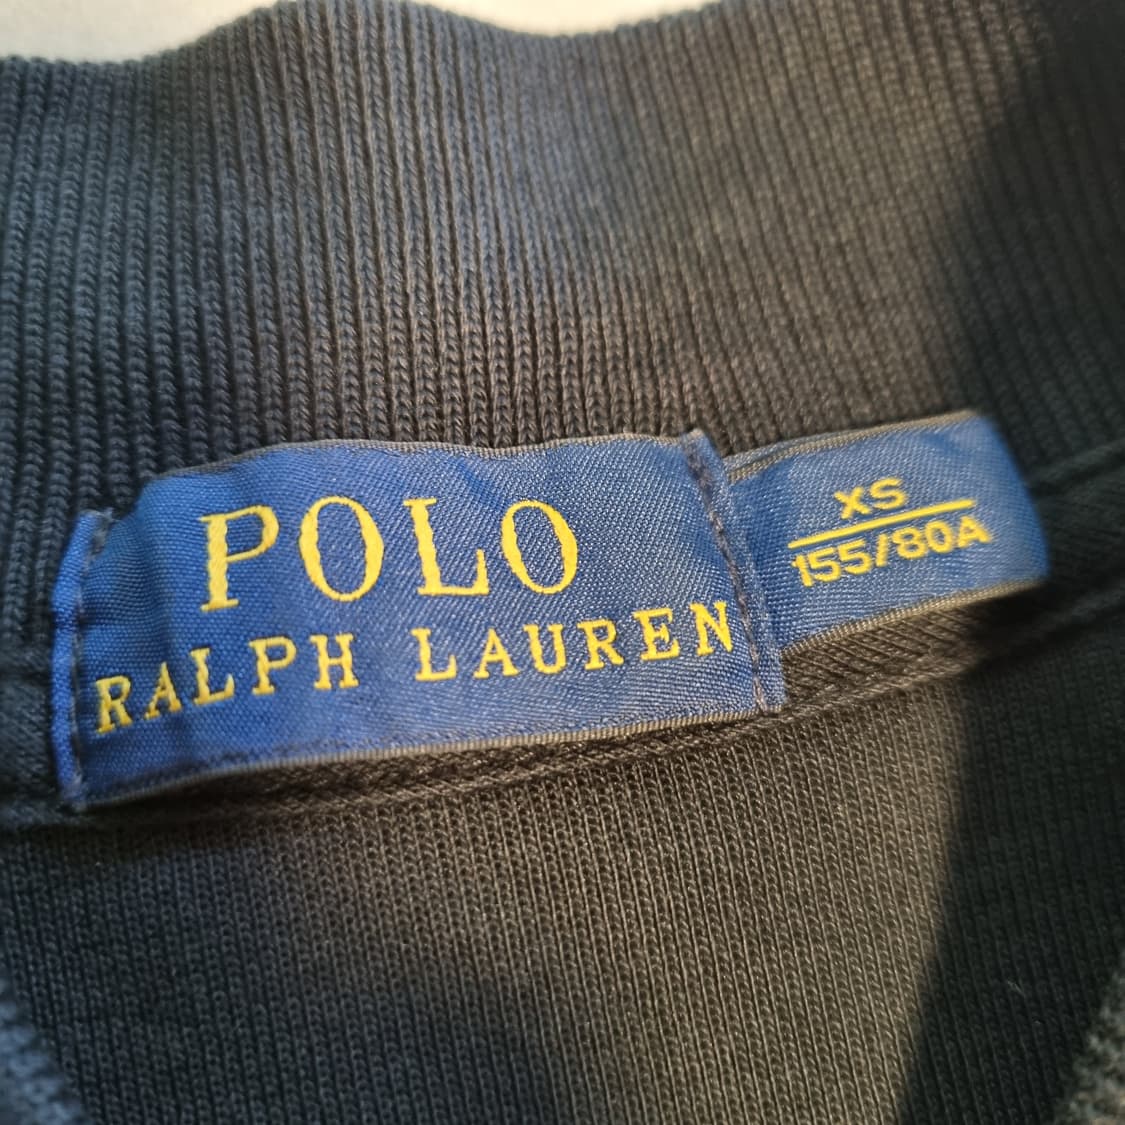 POLO
RALPH LAUREN
XS
155/80A